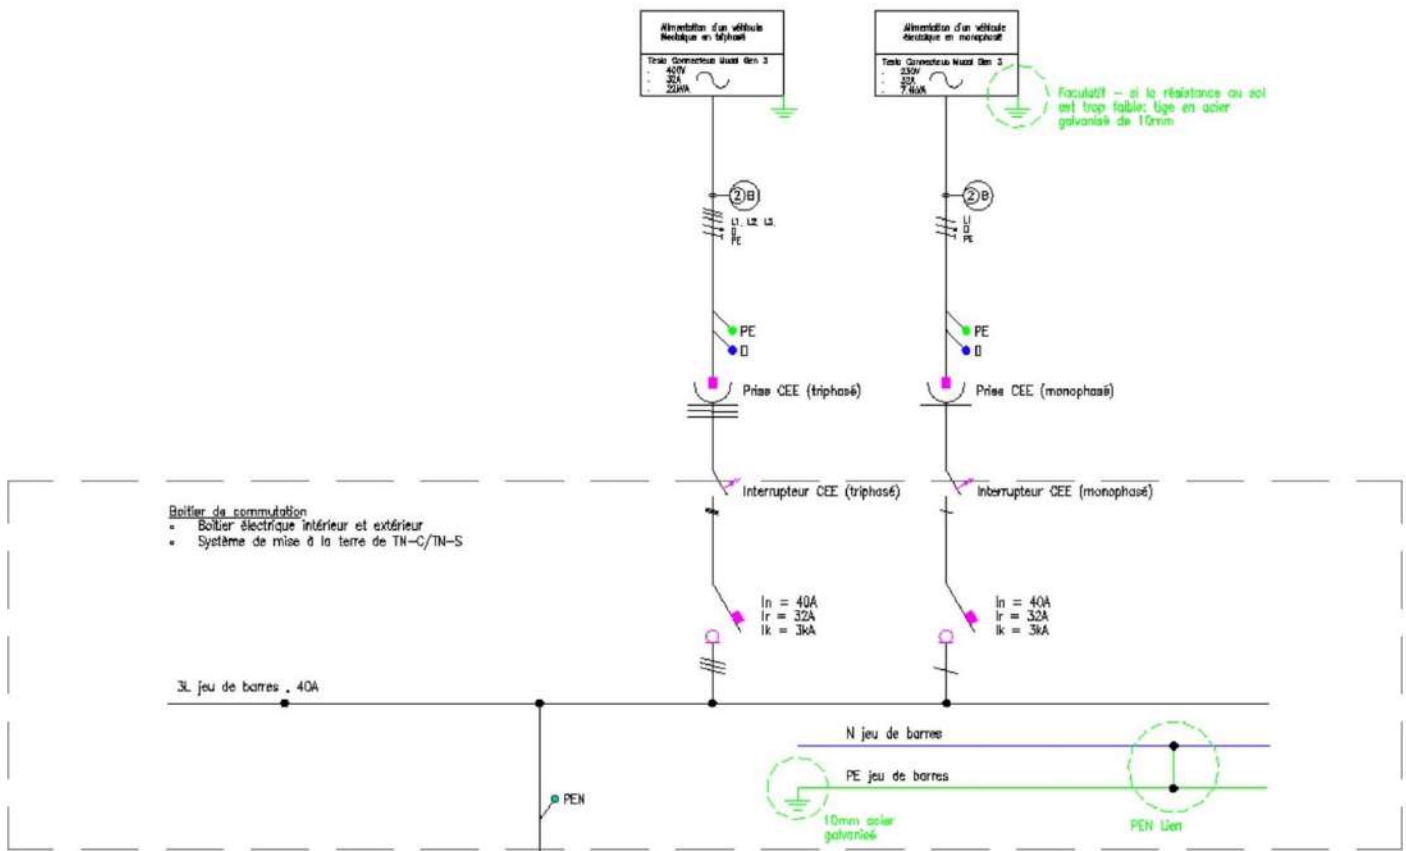 Alimentation d'un véhicule
électrique en triphasé
Tesla Connecteur Mural Gen 3
. 400V
. 32A
. 22kVA
Alimentation d'un véhicule
électrique en monophasé
Tesla Connecteur Mural Gen 3
. 230V
. 32A
. 7.4kVA
Facultatif - si la résistance au sol
est trop faible: tige en acier
galvanisé de 10mm
2 B
2 B
L1, L2, L3,
PE
L1
PE
PE
PE
Prise CEE (triphasé)
Prise CEE (monophasé)
Interrupteur CEE (triphasé)
Interrupteur CEE (monophasé)
Boîtier de commutation
Boîtier électrique intérieur et extérieur
Système de mise à la terre de TN-C/TN-S
In = 40A
Ir = 32A
Ik = 3kA
In = 40A
Ir = 32A
Ik = 3kA
3L jeu de barres , 40A
N jeu de barres
PE jeu de barres
PEN
10mm acier
galvanisé
PEN Lien